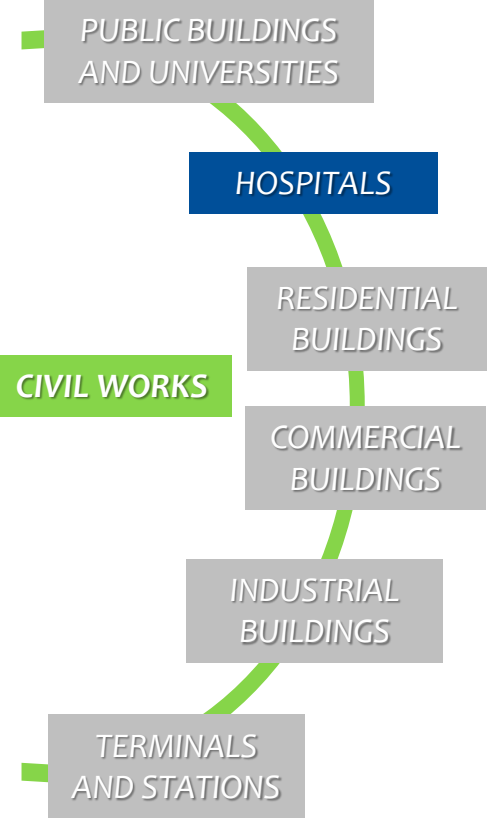 PUBLIC BUILDINGS
AND UNIVERSITIES
HOSPITALS
RESIDENTIAL
BUILDINGS
CIVIL WORKS
COMMERCIAL
BUILDINGS
INDUSTRIAL
BUILDINGS
TERMINALS
AND STATIONS